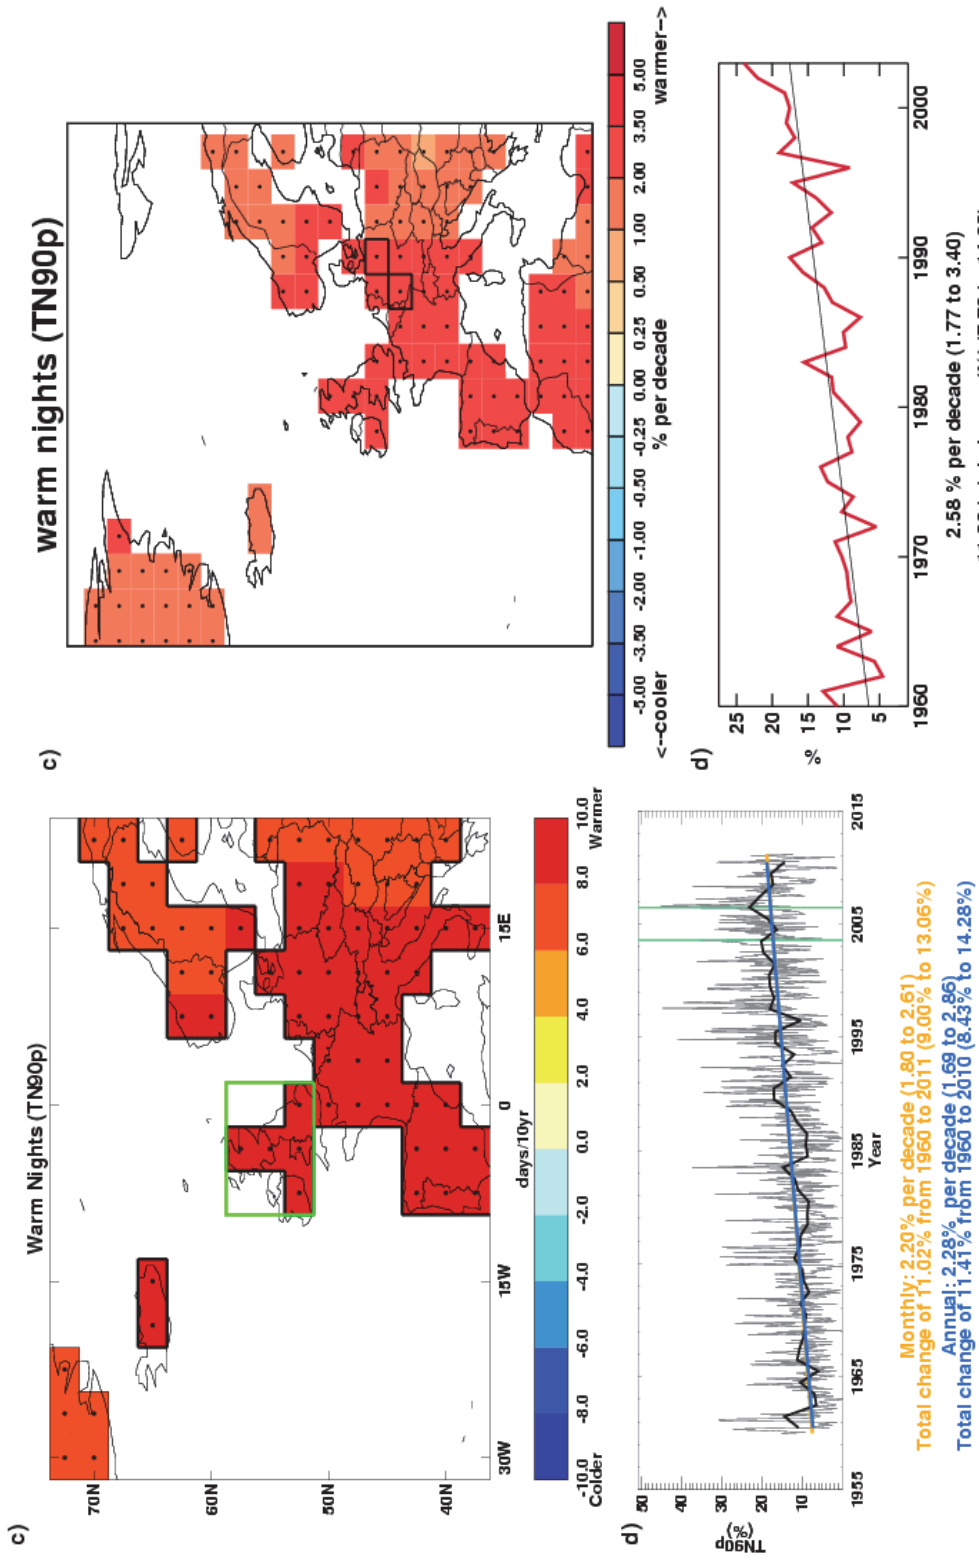 c)
Warm Nights (TN90p)
70N
60N
50N
40N
30W
15W
0
15E
days/10yr
-10.0 -8.0 -6.0 -4.0 -2.0 0.0 2.0 4.0 6.0 8.0 10.0
Colder Warmer
d)
50
40
30
20
10
TN90p
(%)
1955 1965 1975 1985 1995 2005 2015
Year
Monthly: 2.20% per decade (1.80 to 2.61)
Total change of 11.02% from 1960 to 2011 (9.00% to 13.06%)
Annual: 2.28% per decade (1.69 to 2.86)
Total change of 11.41% from 1960 to 2010 (8.43% to 14.28%)
c)
warm nights (TN90p)
-5.00 -3.50 -2.00 -1.00 -0.50 -0.25 0.00 0.25 0.50 1.00 2.00 3.50 5.00
<--cooler % per decade warmer-->
d)
25
20
15
10
5
%
1960 1970 1980 1990 2000
2.58 % per decade (1.77 to 3.40)